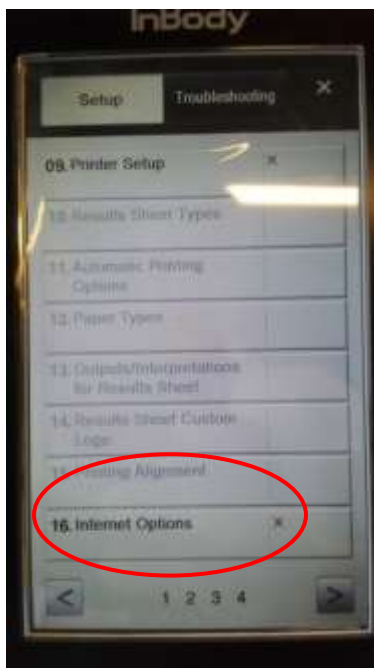 InBody
Setup
Troubleshooting
×
09. Printer Setup
×
10. Results Sheet Types
11. Automatic Printing
Options
12. Paper Types
13. Outputs/Interpretations
for Results Sheet
14. Results Sheet Custom
Logo
15. Printing Alignment
16. Internet Options
×
< 1 2 3 4 >